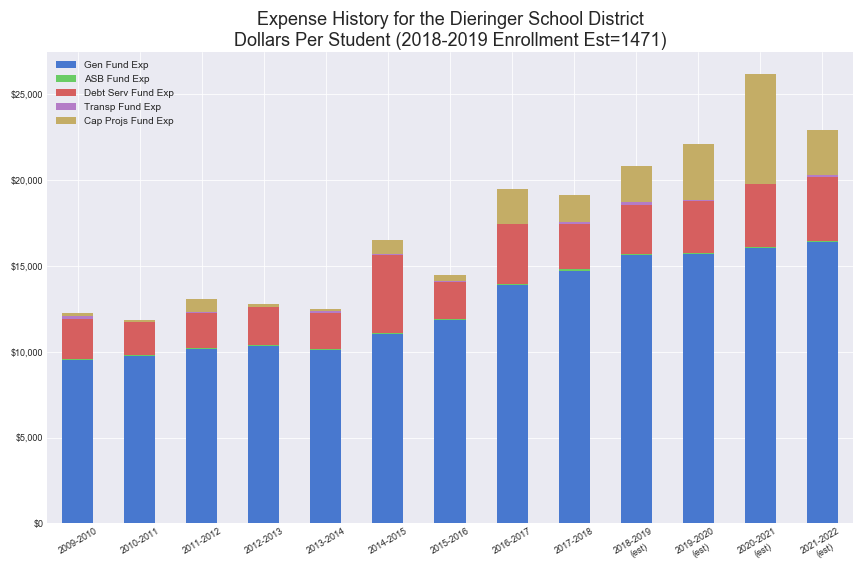 Expense History for the Dieringer School District
Dollars Per Student (2018-2019 Enrollment Est=1471)
Gen Fund Exp
ASB Fund Exp
Debt Serv Fund Exp
Transp Fund Exp
Cap Projs Fund Exp
$25,000
$20,000
$15,000
$10,000
$5,000
$0
2009-2010
2010-2011
2011-2012
2012-2013
2013-2014
2014-2015
2015-2016
2016-2017
2017-2018
2018-2019
(est)
2019-2020
(est)
2020-2021
(est)
2021-2022
(est)